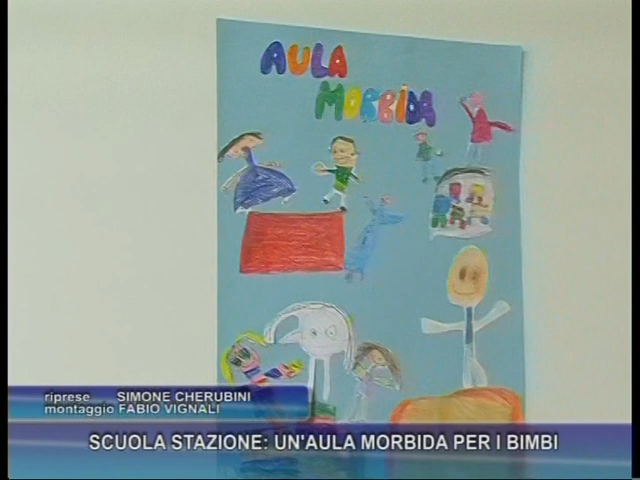 AULA
MORBIDA
riprese SIMONE CHERUBINI
montaggio FABIO VIGNALI
SCUOLA STAZIONE: UN'AULA MORBIDA PER I BIMBI